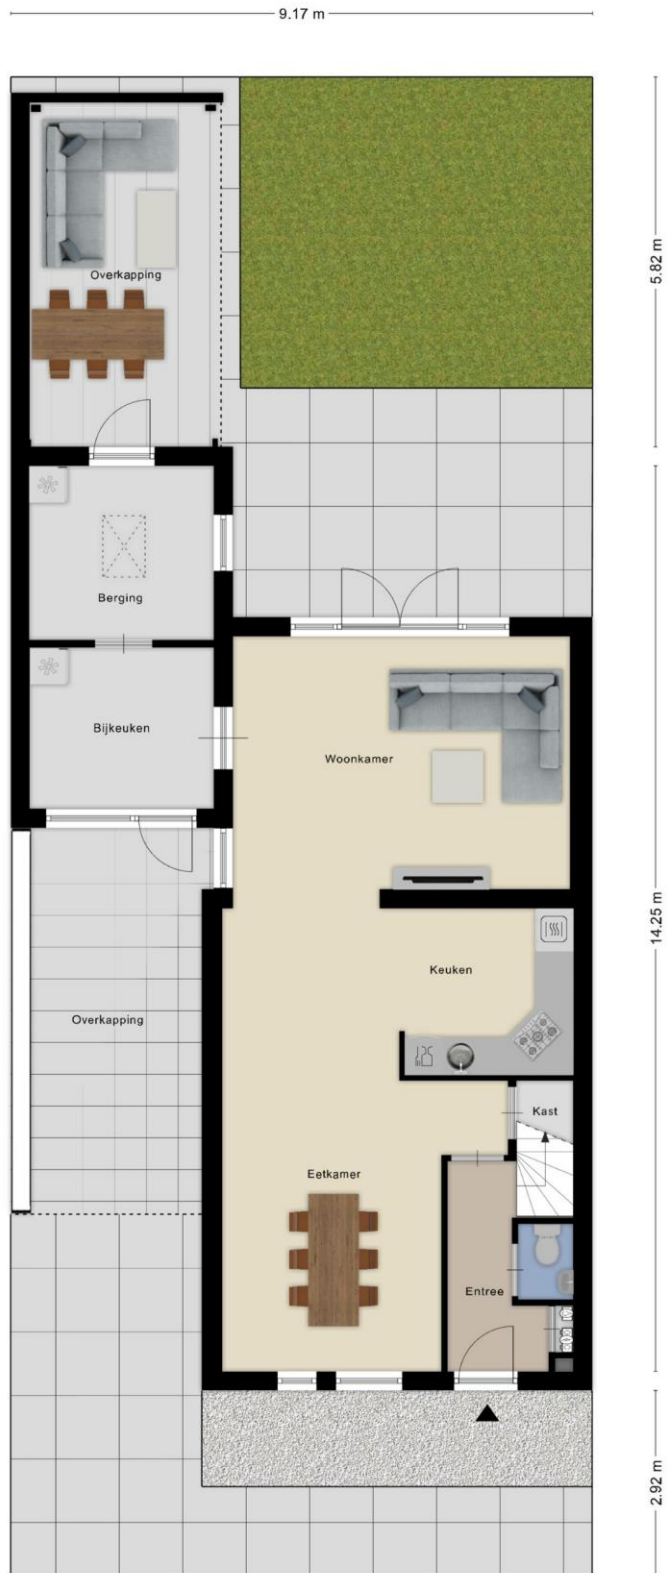 9.17 m
5.82 m
Overkapping
Berging
Bijkeuken
Woonkamer
14.25 m
Keuken
Overkapping
Kast
Eetkamer
Entree
2.92 m